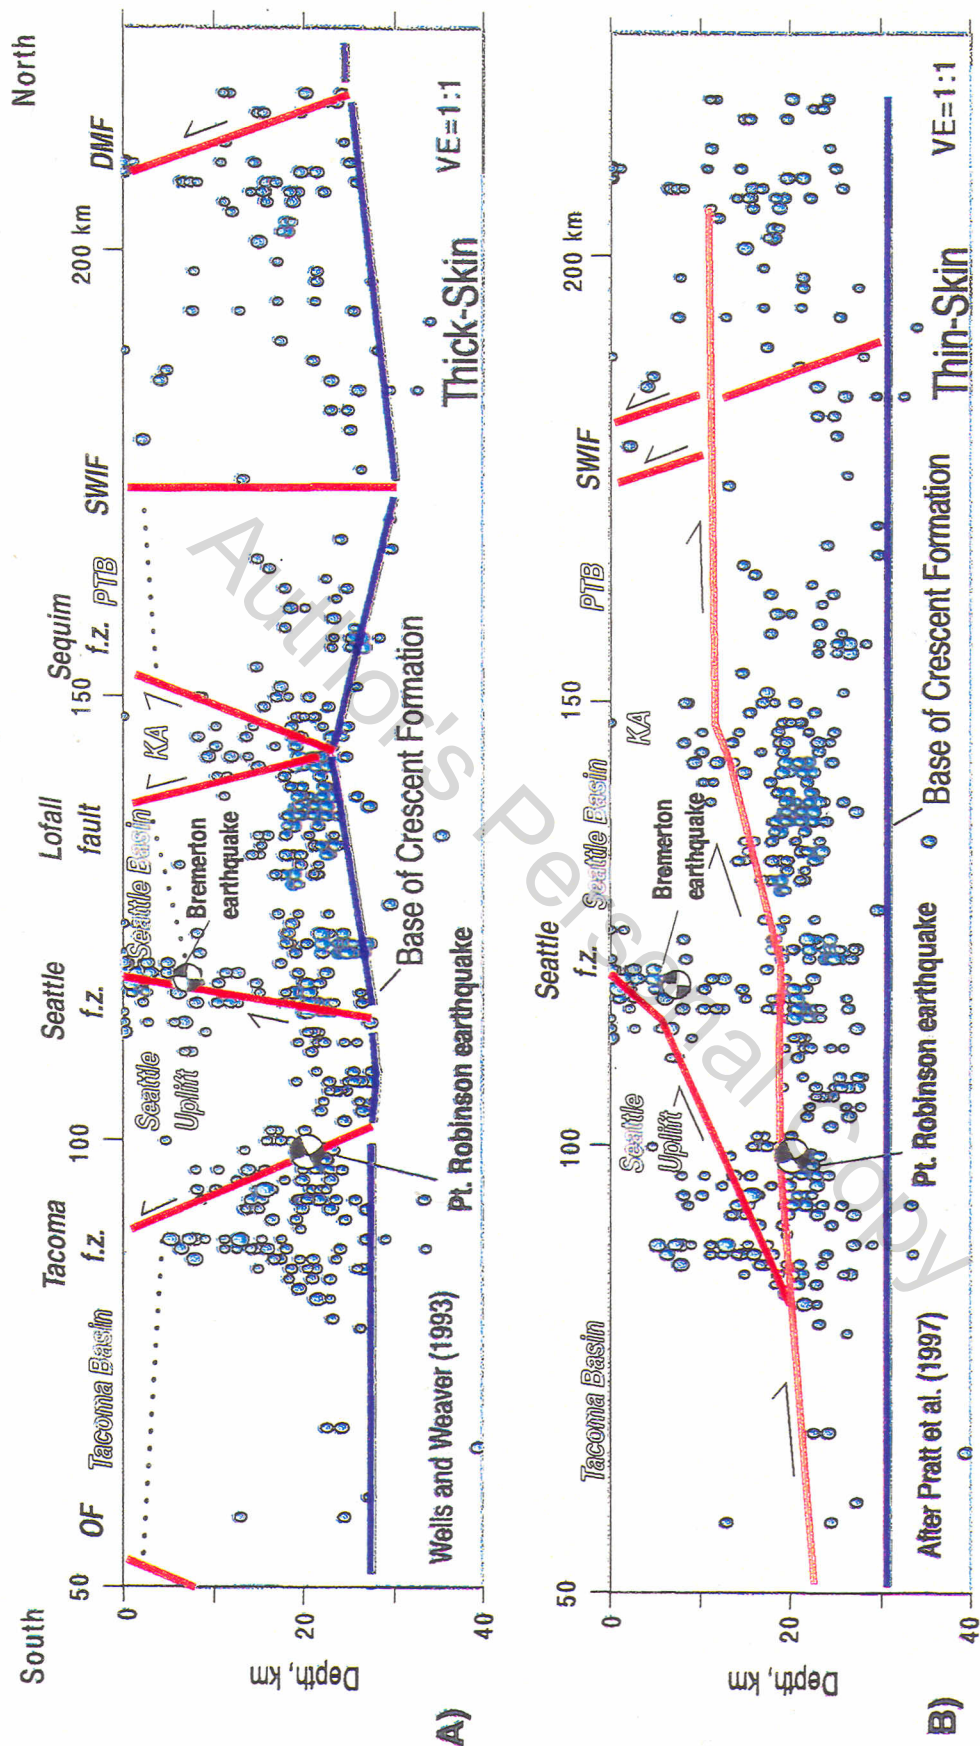 South
North
OF
Tacoma Basin
Tacoma
f.z.
Seattle
Uplift
Seattle
f.z.
Seattle Basin
Lofall
fault
KA
Sequim
f.z.
PTB
SWIF
DMF
50
100
150
200 km
0
20
40
Depth, km
Bremerton
earthquake
Wells and Weaver (1993)
Pt. Robinson earthquake
Base of Crescent Formation
Thick-Skin
VE=1:1
A)
Tacoma Basin
Seattle
Uplift
Seattle
f.z.
Seattle Basin
KA
PTB
SWIF
50
100
150
200 km
0
20
40
Depth, km
Bremerton
earthquake
After Pratt et al. (1997)
Pt. Robinson earthquake
Base of Crescent Formation
Thin-Skin
VE=1:1
B)
Author's Personal Copy